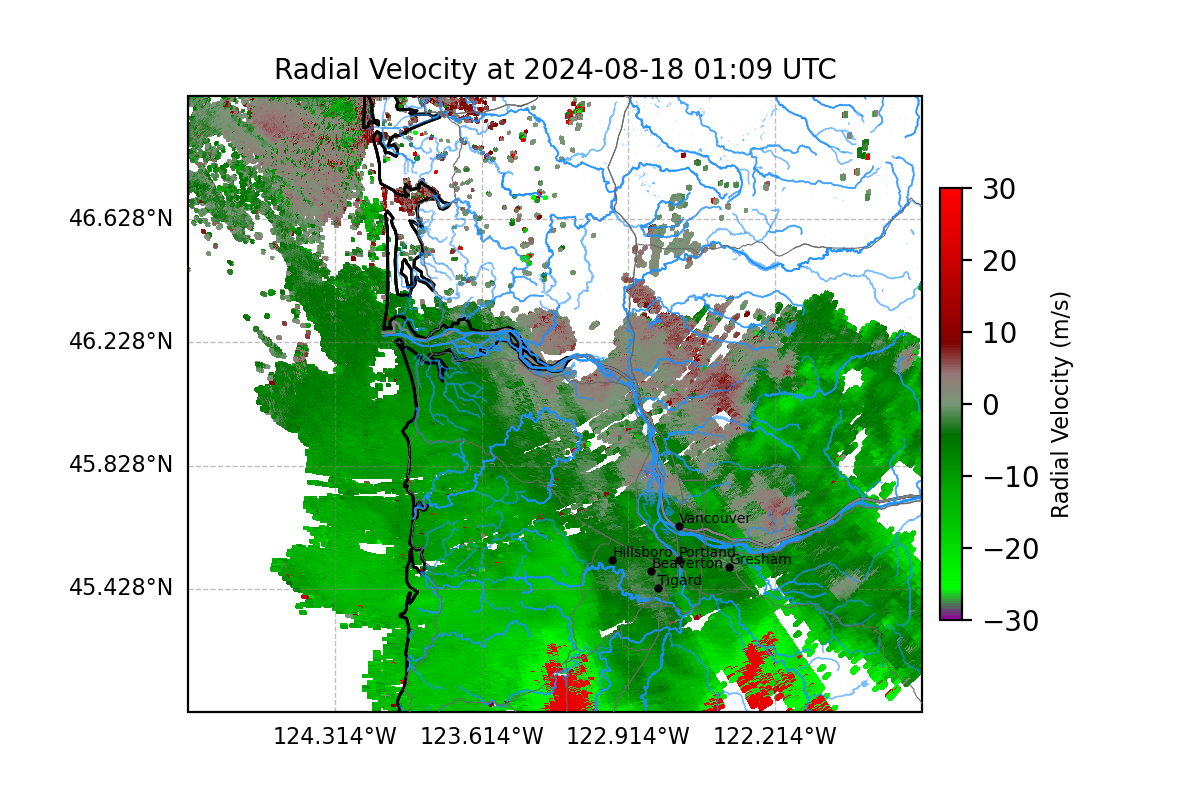 Radial Velocity at 2024-08-18 01:09 UTC
46.628°N
46.228°N
45.828°N
45.428°N
124.314°W
123.614°W
122.914°W
122.214°W
Vancouver
Hillsboro
Portland
Beaverton
Gresham
Tigard
30
20
10
0
−10
−20
−30
Radial Velocity (m/s)